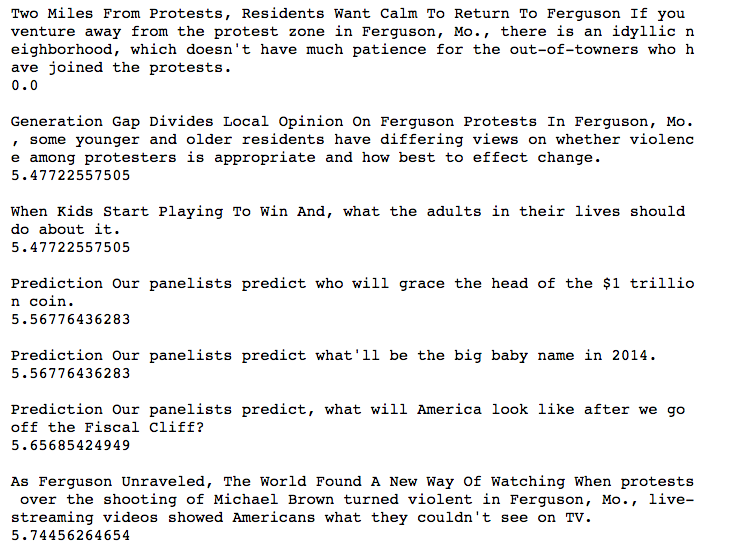 Two Miles From Protests, Residents Want Calm To Return To Ferguson If you
venture away from the protest zone in Ferguson, Mo., there is an idyllic n
eighborhood, which doesn't have much patience for the out-of-towners who h
ave joined the protests.
0.0
Generation Gap Divides Local Opinion On Ferguson Protests In Ferguson, Mo.
, some younger and older residents have differing views on whether violenc
e among protesters is appropriate and how best to effect change.
5.47722557505
When Kids Start Playing To Win And, what the adults in their lives should
do about it.
5.47722557505
Prediction Our panelists predict who will grace the head of the $1 trillio
n coin.
5.56776436283
Prediction Our panelists predict what'll be the big baby name in 2014.
5.56776436283
Prediction Our panelists predict, what will America look like after we go
off the Fiscal Cliff?
5.65685424949
As Ferguson Unraveled, The World Found A New Way Of Watching When protests
over the shooting of Michael Brown turned violent in Ferguson, Mo., live-
streaming videos showed Americans what they couldn't see on TV.
5.74456264654